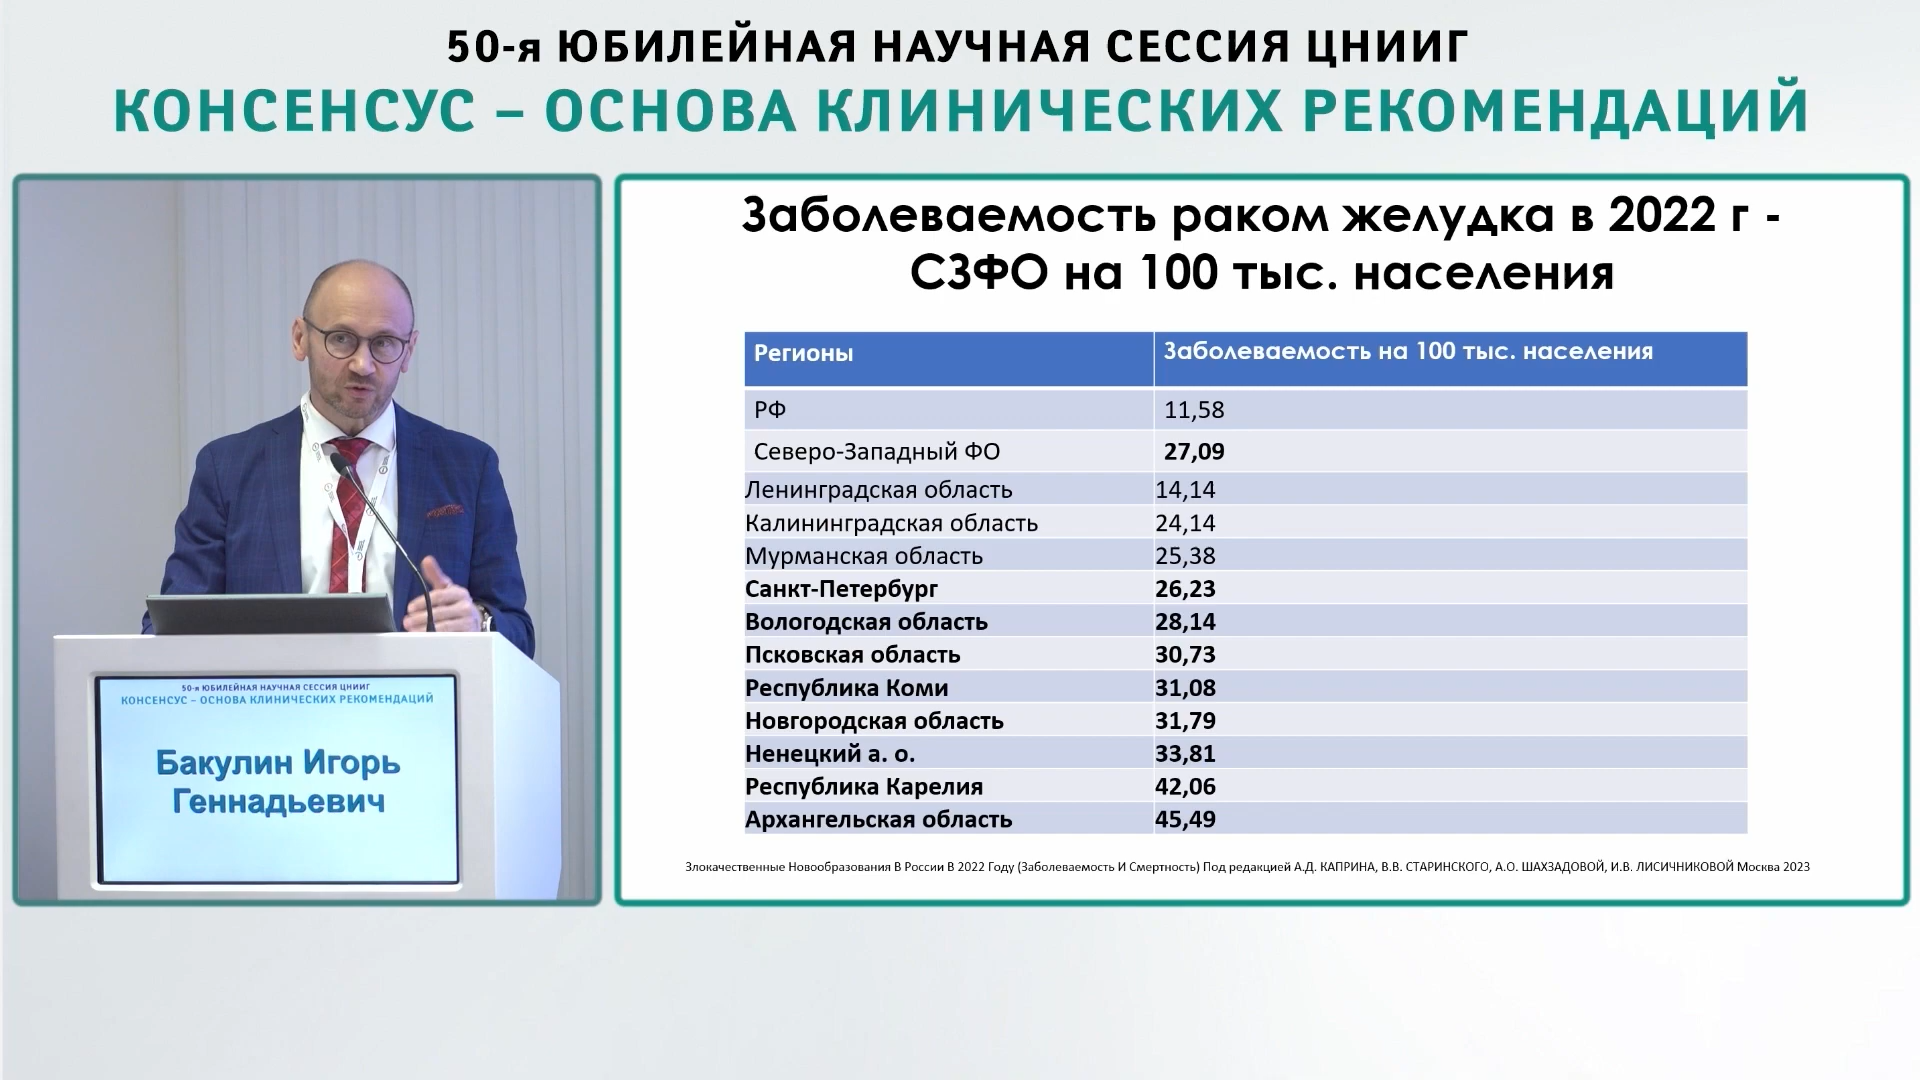 50-я ЮБИЛЕЙНАЯ НАУЧНАЯ СЕССИЯ ЦНИИГ
КОНСЕНСУС – ОСНОВА КЛИНИЧЕСКИХ РЕКОМЕНДАЦИЙ
50-я ЮБИЛЕЙНАЯ НАУЧНАЯ СЕССИЯ ЦНИИГ
КОНСЕНСУС – ОСНОВА КЛИНИЧЕСКИХ РЕКОМЕНДАЦИЙ
Бакулин Игорь
Геннадьевич
Заболеваемость раком желудка в 2022 г -
СЗФО на 100 тыс. населения
Регионы Заболеваемость на 100 тыс. населения
РФ 11,58
Северо-Западный ФО 27,09
Ленинградская область 14,14
Калининградская область 24,14
Мурманская область 25,38
Санкт-Петербург 26,23
Вологодская область 28,14
Псковская область 30,73
Республика Коми 31,08
Новгородская область 31,79
Ненецкий а. о. 33,81
Республика Карелия 42,06
Архангельская область 45,49
Злокачественные Новообразования В России В 2022 Году (Заболеваемость И Смертность) Под редакцией А.Д. КАПРИНА, В.В. СТАРИНСКОГО, А.О. ШАХЗАДОВОЙ, И.В. ЛИСИЧНИКОВОЙ Москва 2023